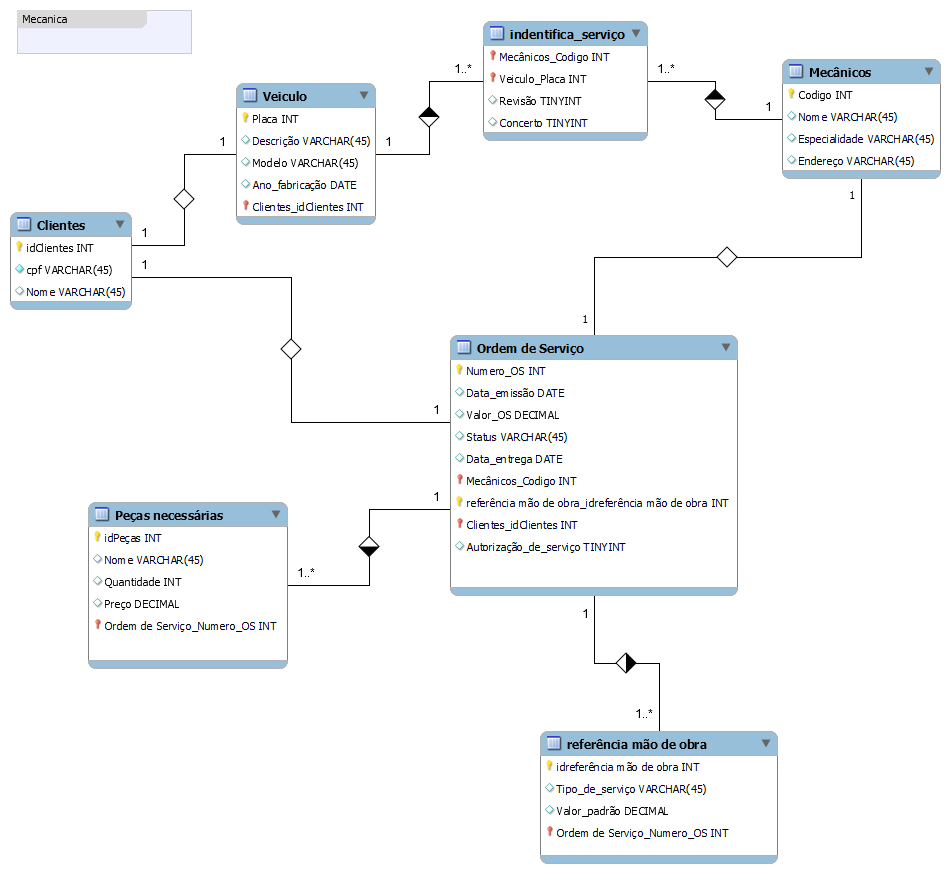 Mecanica
indentifica_serviço
Mecânicos_Codigo INT
Veiculo_Placa INT
Revisão TINYINT
Concerto TINYINT
1..*
1..*
Mecânicos
Codigo INT
Nome VARCHAR(45)
Especialidade VARCHAR(45)
Endereço VARCHAR(45)
1
1
Veiculo
Placa INT
Descrição VARCHAR(45)
Modelo VARCHAR(45)
Ano_fabricação DATE
Clientes_idClientes INT
1
1
Clientes
idClientes INT
cpf VARCHAR(45)
Nome VARCHAR(45)
1
1
1
Ordem de Serviço
Numero_OS INT
Data_emissão DATE
Valor_OS DECIMAL
Status VARCHAR(45)
Data_entrega DATE
Mecânicos_Codigo INT
referência mão de obra_idreferência mão de obra INT
Clientes_idClientes INT
Autorização_de_serviço TINYINT
1
1
1
Peças necessárias
idPeças INT
Nome VARCHAR(45)
Quantidade INT
Preço DECIMAL
Ordem de Serviço_Numero_OS INT
1..*
1..*
referência mão de obra
idreferência mão de obra INT
Tipo_de_serviço VARCHAR(45)
Valor_padrão DECIMAL
Ordem de Serviço_Numero_OS INT